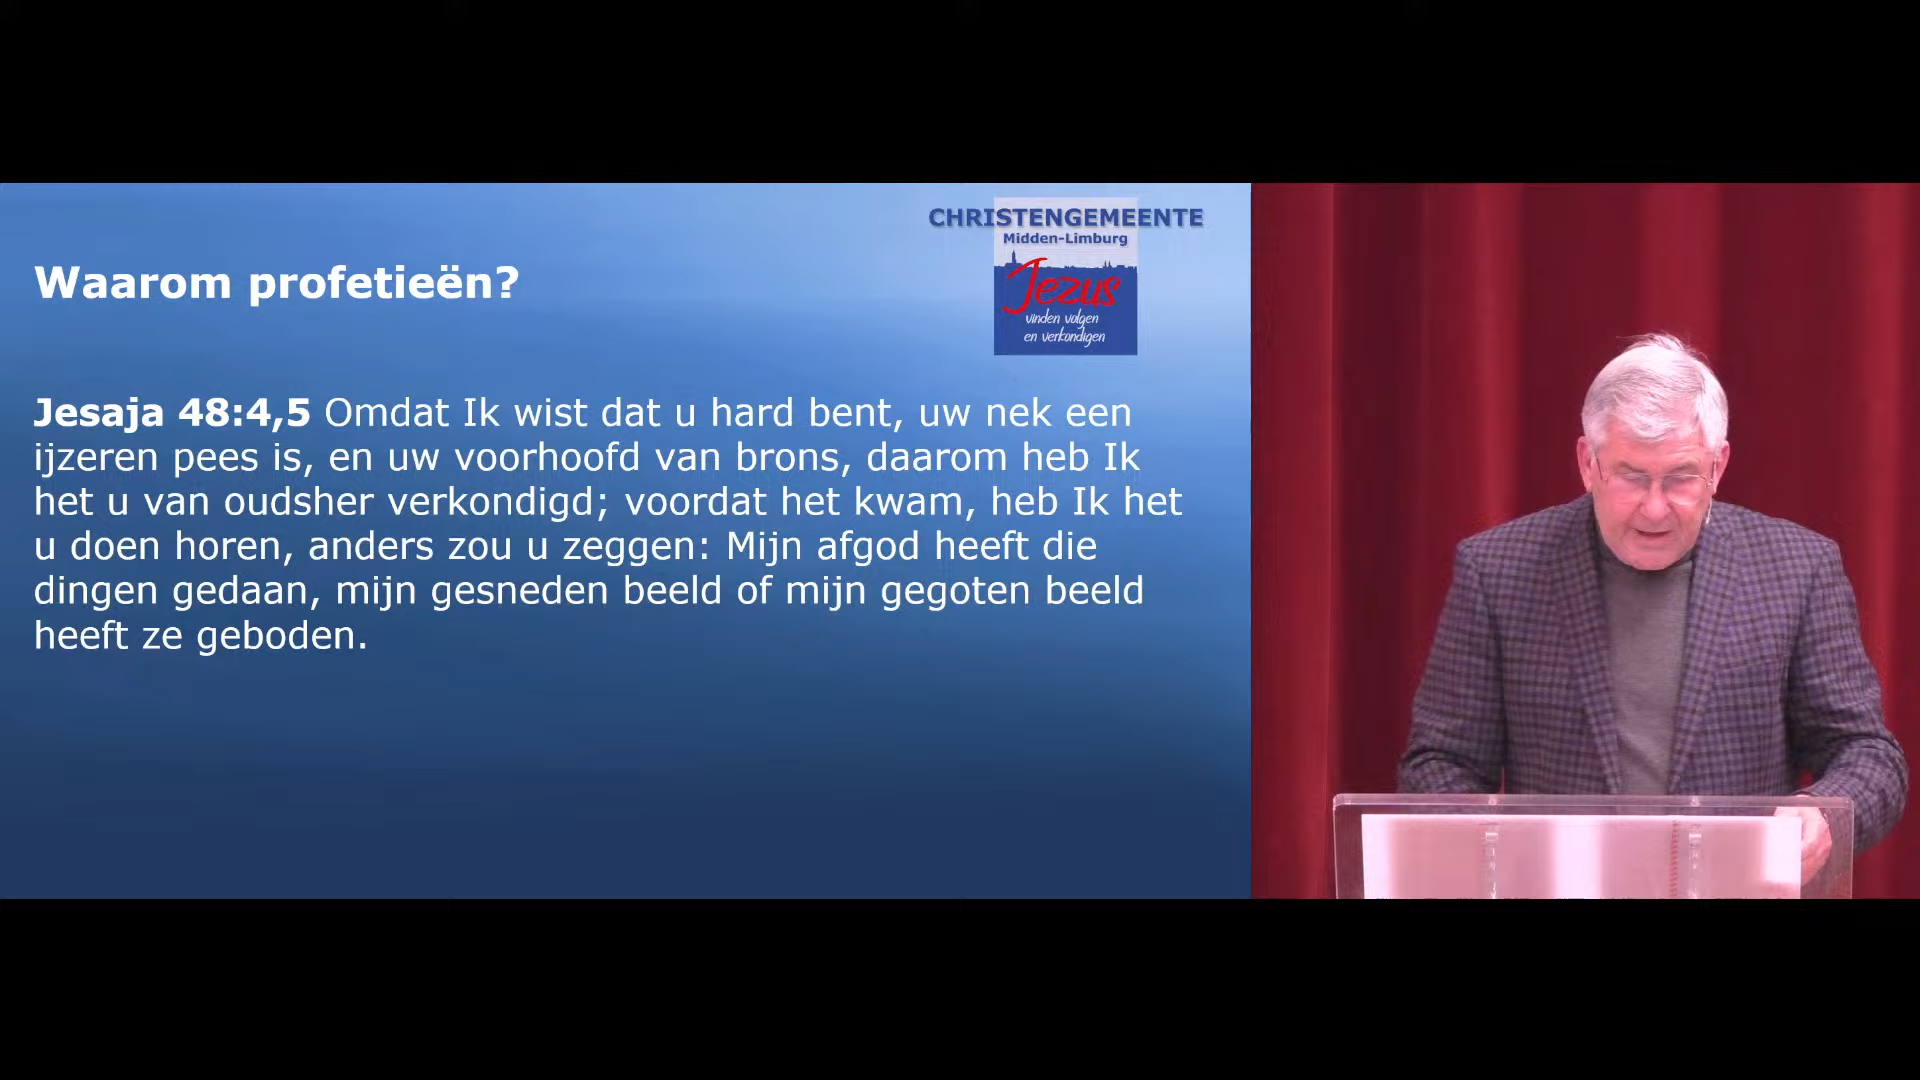 CHRISTENGEMEENTE
Midden-Limburg
Jezus
vinden volgen
en verkondigen
Waarom profetieën?
Jesaja 48:4,5 Omdat Ik wist dat u hard bent, uw nek een
ijzeren pees is, en uw voorhoofd van brons, daarom heb Ik
het u van oudsher verkondigd; voordat het kwam, heb Ik het
u doen horen, anders zou u zeggen: Mijn afgod heeft die
dingen gedaan, mijn gesneden beeld of mijn gegoten beeld
heeft ze geboden.